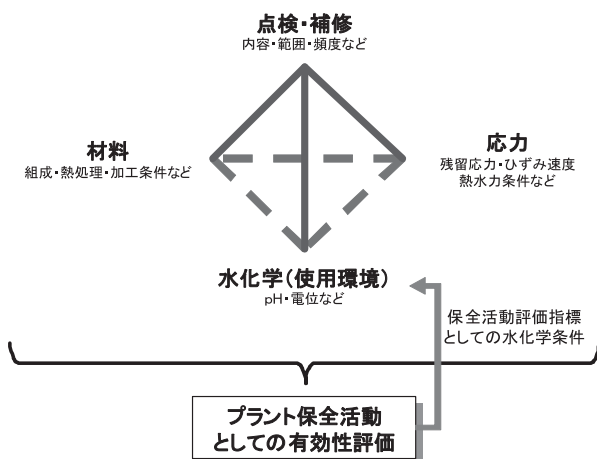 点検・補修
内容・範囲・頻度など
材料
組成・熱処理・加工条件など
応力
残留応力・ひずみ速度
熱水力条件など
水化学(使用環境)
pH・電位など
保全活動評価指標
としての水化学条件
プラント保全活動
としての有効性評価